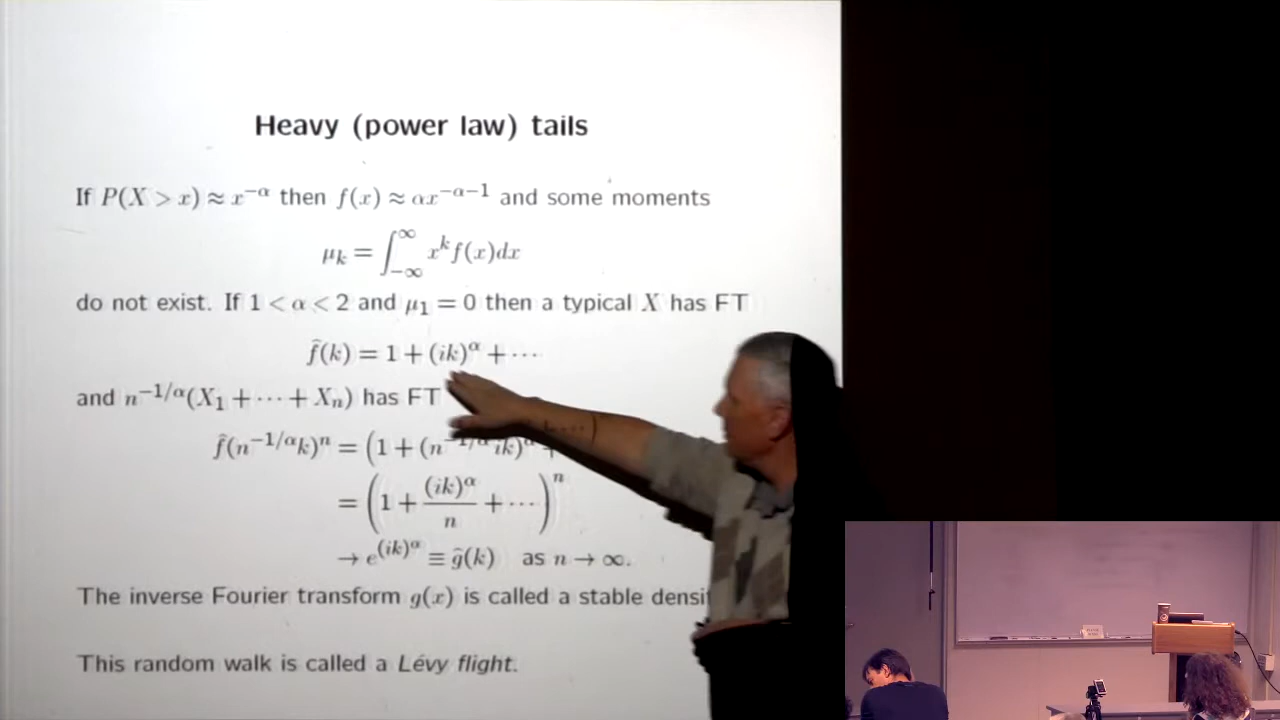 Heavy (power law) tails
If P(X > x) ≈ x^{-α} then f(x) ≈ αx^{-α-1} and some moments
μ_k = ∫_{-∞}^{∞} x^k f(x)dx
do not exist. If 1 < α < 2 and μ_1 = 0 then a typical X has FT
f̂(k) = 1 + (ik)^α + ···
and n^{-1/α}(X_1 + ··· + X_n) has FT
f̂(n^{-1/α}k)^n = (1 + (n^{-1/α}ik)^α +
= (1 + (ik)^α/n + ···)^n
→ e^{(ik)^α} ≡ ĝ(k) as n → ∞.
The inverse Fourier transform g(x) is called a stable
This random walk is called a Lévy flight.